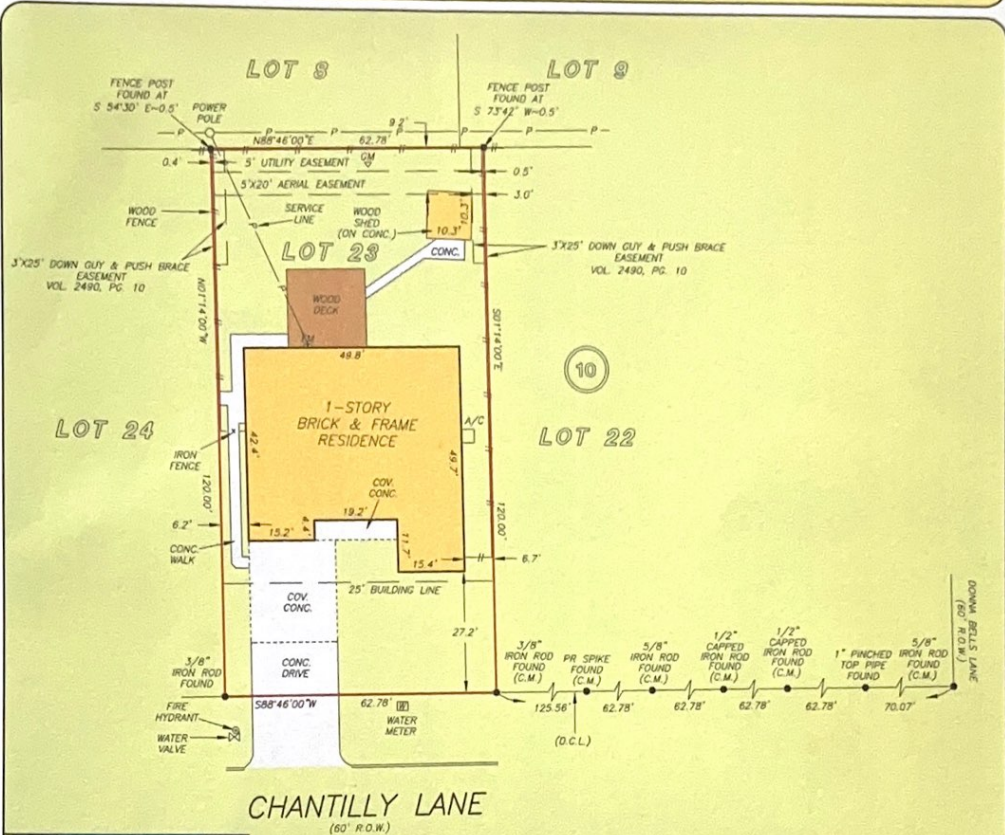 LOT 8
LOT 9
FENCE POST
FOUND AT
S 54°30' E~0.5'
POWER
POLE
FENCE POST
FOUND AT
S 73°42' W~0.5'
9.2'
P P P P P
N88°46'00"E 62.78'
0.4'
5' UTILITY EASEMENT
GM
0.5'
5'X20' AERIAL EASEMENT
3.0'
WOOD
FENCE
SERVICE
LINE
WOOD
SHED
(ON CONC.)
10.3'
10.3'
P
CONC.
LOT 23
3'X25' DOWN GUY & PUSH BRACE
EASEMENT
VOL. 2490, PG. 10
3'X25' DOWN GUY & PUSH BRACE
EASEMENT
VOL. 2490, PG. 10
P
WOOD
DECK
N01°14'00"W
S01°14'00"E
EM
49.8'
10
1-STORY
BRICK & FRAME
RESIDENCE
LOT 24
A/C
LOT 22
IRON
FENCE
42.4'
49.7'
COV.
CONC.
120.00'
120.00'
19.2'
6.2'
15.2'
4.4'
11.7'
15.4'
6.7'
CONC.
WALK
25' BUILDING LINE
COV.
CONC.
27.2'
3/8"
IRON ROD
FOUND
CONC.
DRIVE
3/8"
IRON ROD
FOUND
(C.M.)
PR SPIKE
FOUND
(C.M.)
5/8"
IRON ROD
FOUND
(C.M.)
1/2"
CAPPED
IRON ROD
FOUND
(C.M.)
1/2"
CAPPED
IRON ROD
FOUND
(C.M.)
1" PINCHED
TOP PIPE
FOUND
5/8"
IRON ROD
FOUND
(C.M.)
DONNA BELLS LANE
(60' R.O.W.)
S88°46'00"W 62.78'
125.56' 62.78' 62.78' 62.78' 62.78' 70.07'
(O.C.L.)
FIRE
HYDRANT
WATER
VALVE
W
WATER
METER
CHANTILLY LANE
(60' R.O.W.)